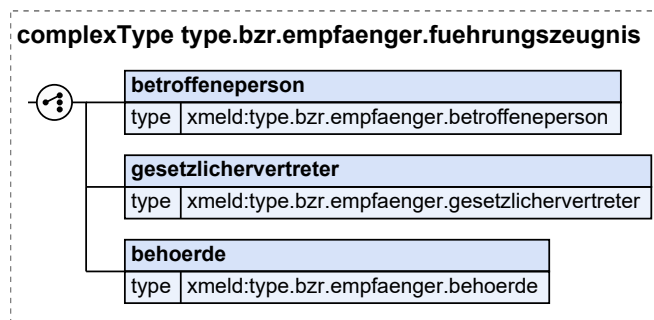 complexType type.bzr.empfaenger.fuehrungszeugnis
betroffeneperson
type xmeld:type.bzr.empfaenger.betroffeneperson
gesetzlichervertreter
type xmeld:type.bzr.empfaenger.gesetzlichervertreter
behoerde
type xmeld:type.bzr.empfaenger.behoerde